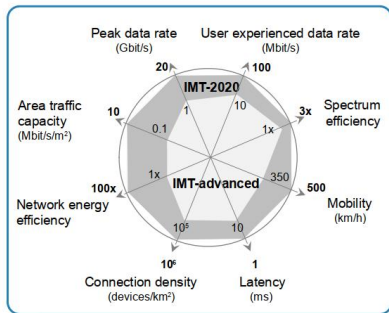 Peak data rate
(Gbit/s)
User experienced data rate
(Mbit/s)
20
100
IMT-2020
Area traffic
capacity
(Mbit/s/m²)
10
1
10
3x
Spectrum
efficiency
0.1
1x
100x
Network energy
efficiency
1x
IMT-advanced
350
500
Mobility
(km/h)
10⁵
10
10⁶
1
Connection density
(devices/km²)
Latency
(ms)